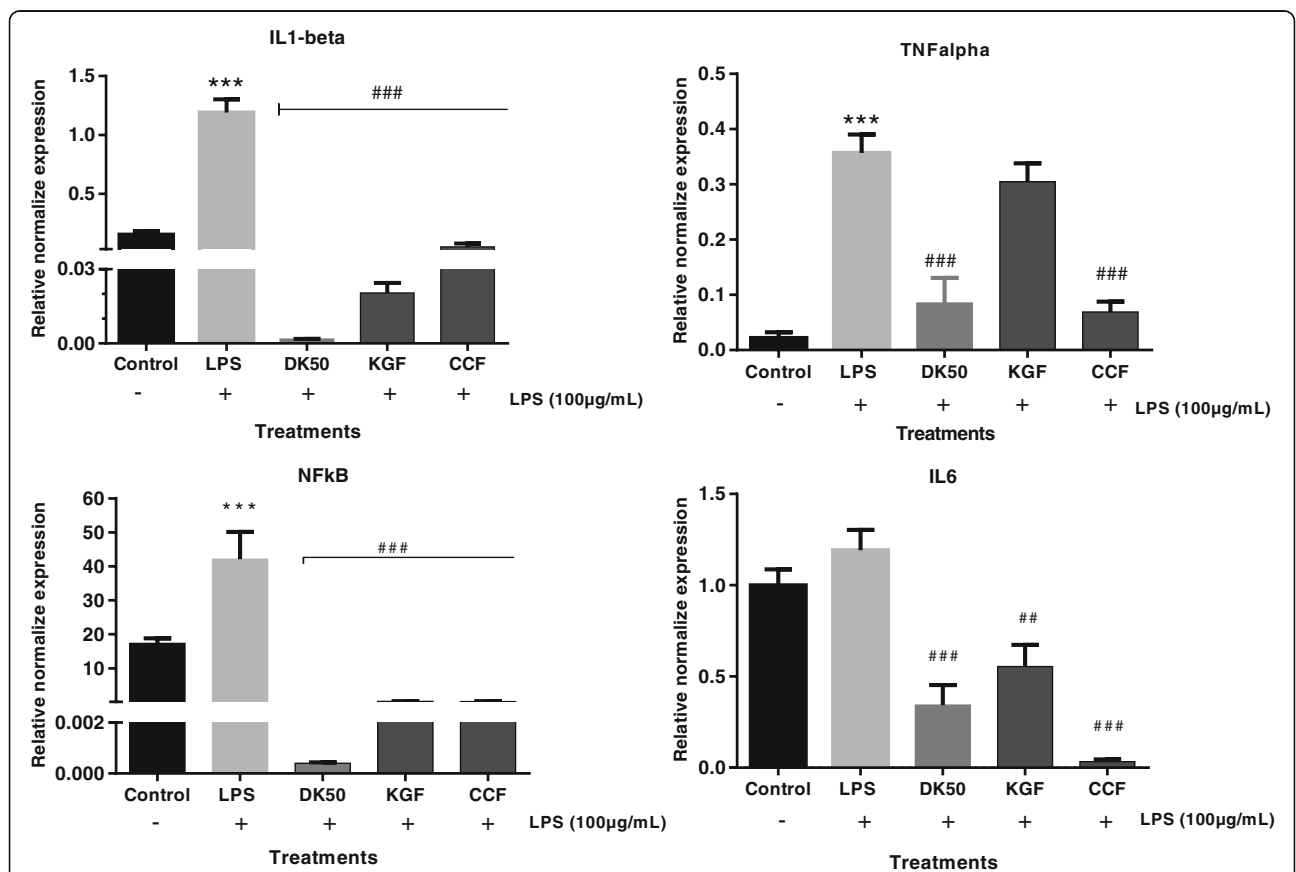 IL1-beta
Relative normalize expression
1.5
1.0
0.5
0.03
0.00
***
###
Control LPS DK50 KGF CCF
- + + + + LPS (100µg/mL)
Treatments
TNFalpha
Relative normalize expression
0.5
0.4
0.3
0.2
0.1
0.0
***
###
###
Control LPS DK50 KGF CCF
- + + + + LPS (100µg/mL)
Treatments
NFkB
Relative normalize expression
60
50
40
30
20
10
0.002
0.000
***
###
Control LPS DK50 KGF CCF
- + + + + LPS (100µg/mL)
Treatments
IL6
Relative normalize expression
1.5
1.0
0.5
0.0
###
##
###
Control LPS DK50 KGF CCF
- + + + + LPS (100µg/mL)
Treatments